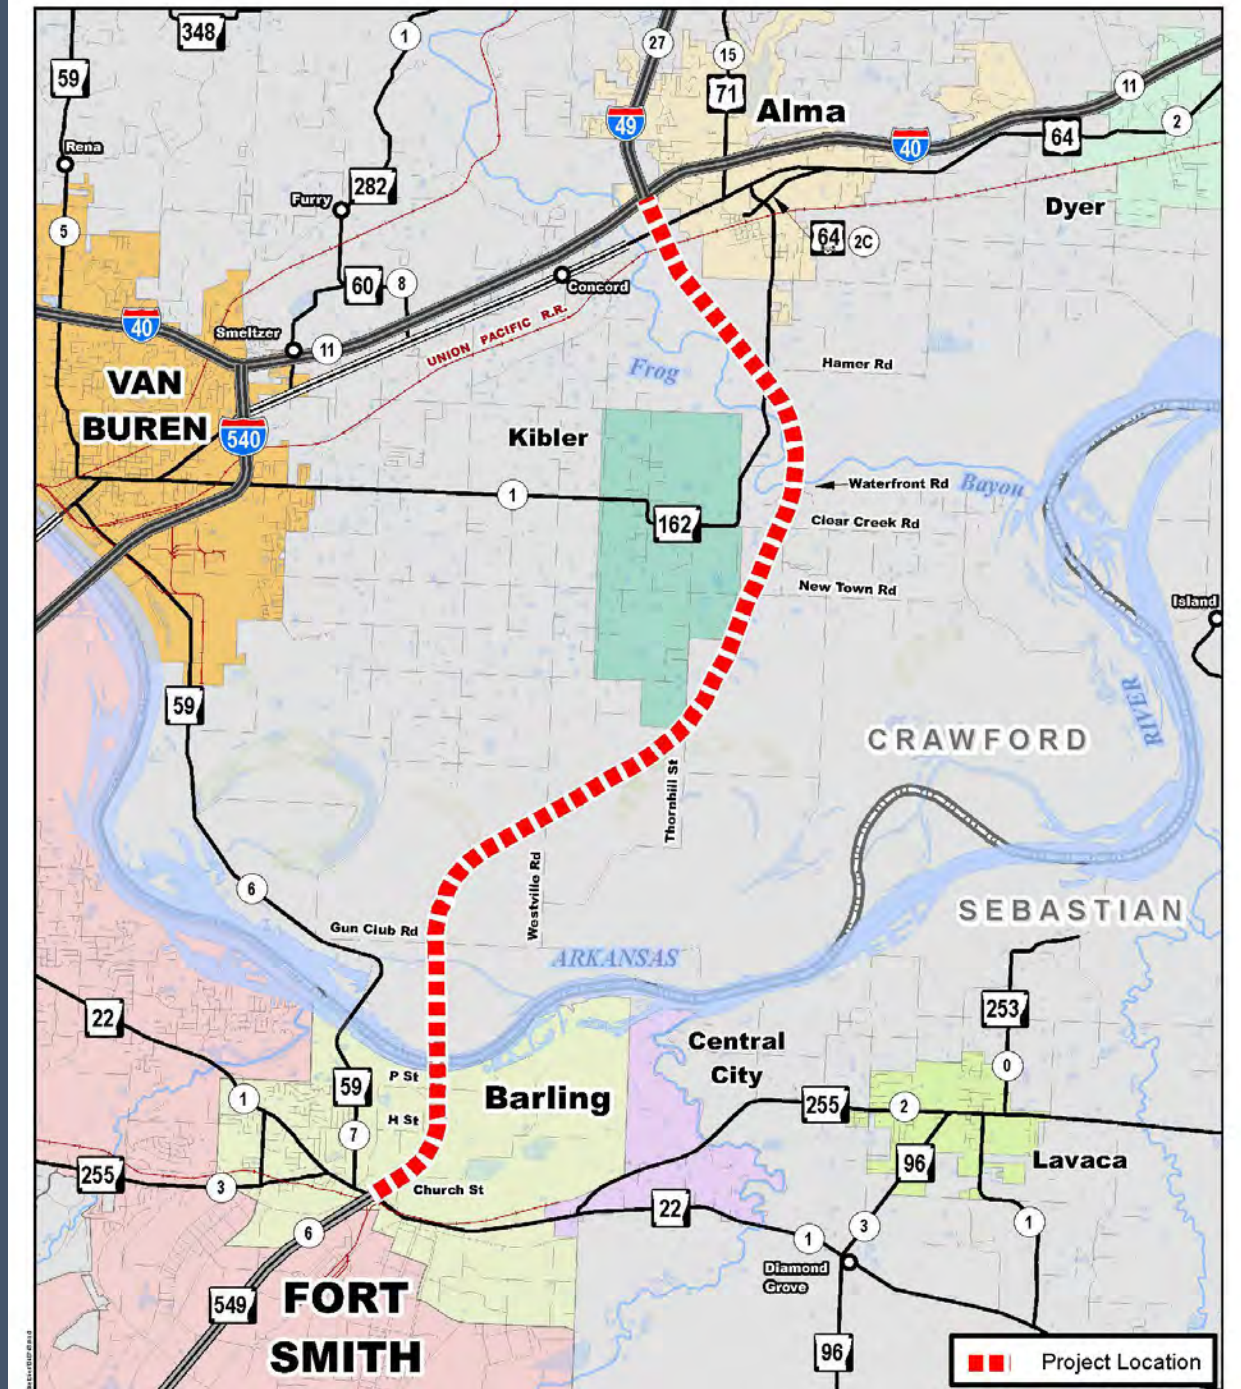 348
1
59
27
15
71
Alma
11
49
40
2
64
Rena
282
Furry
Dyer
5
64
2C
60
8
Concord
40
Smeltzer
11
UNION PACIFIC R.R.
Hamer Rd
Frog
VAN
BUREN
540
Kibler
1
Waterfront Rd
Bayou
162
Clear Creek Rd
New Town Rd
Island
59
RIVER
CRAWFORD
Thornhill St
6
Westville Rd
SEBASTIAN
Gun Club Rd
ARKANSAS
22
253
Central
City
P St
59
0
1
Barling
255
2
H St
7
96
Lavaca
255
3
Church St
22
6
1
3
1
Diamond
Grove
549
FORT
SMITH
96
Project Location